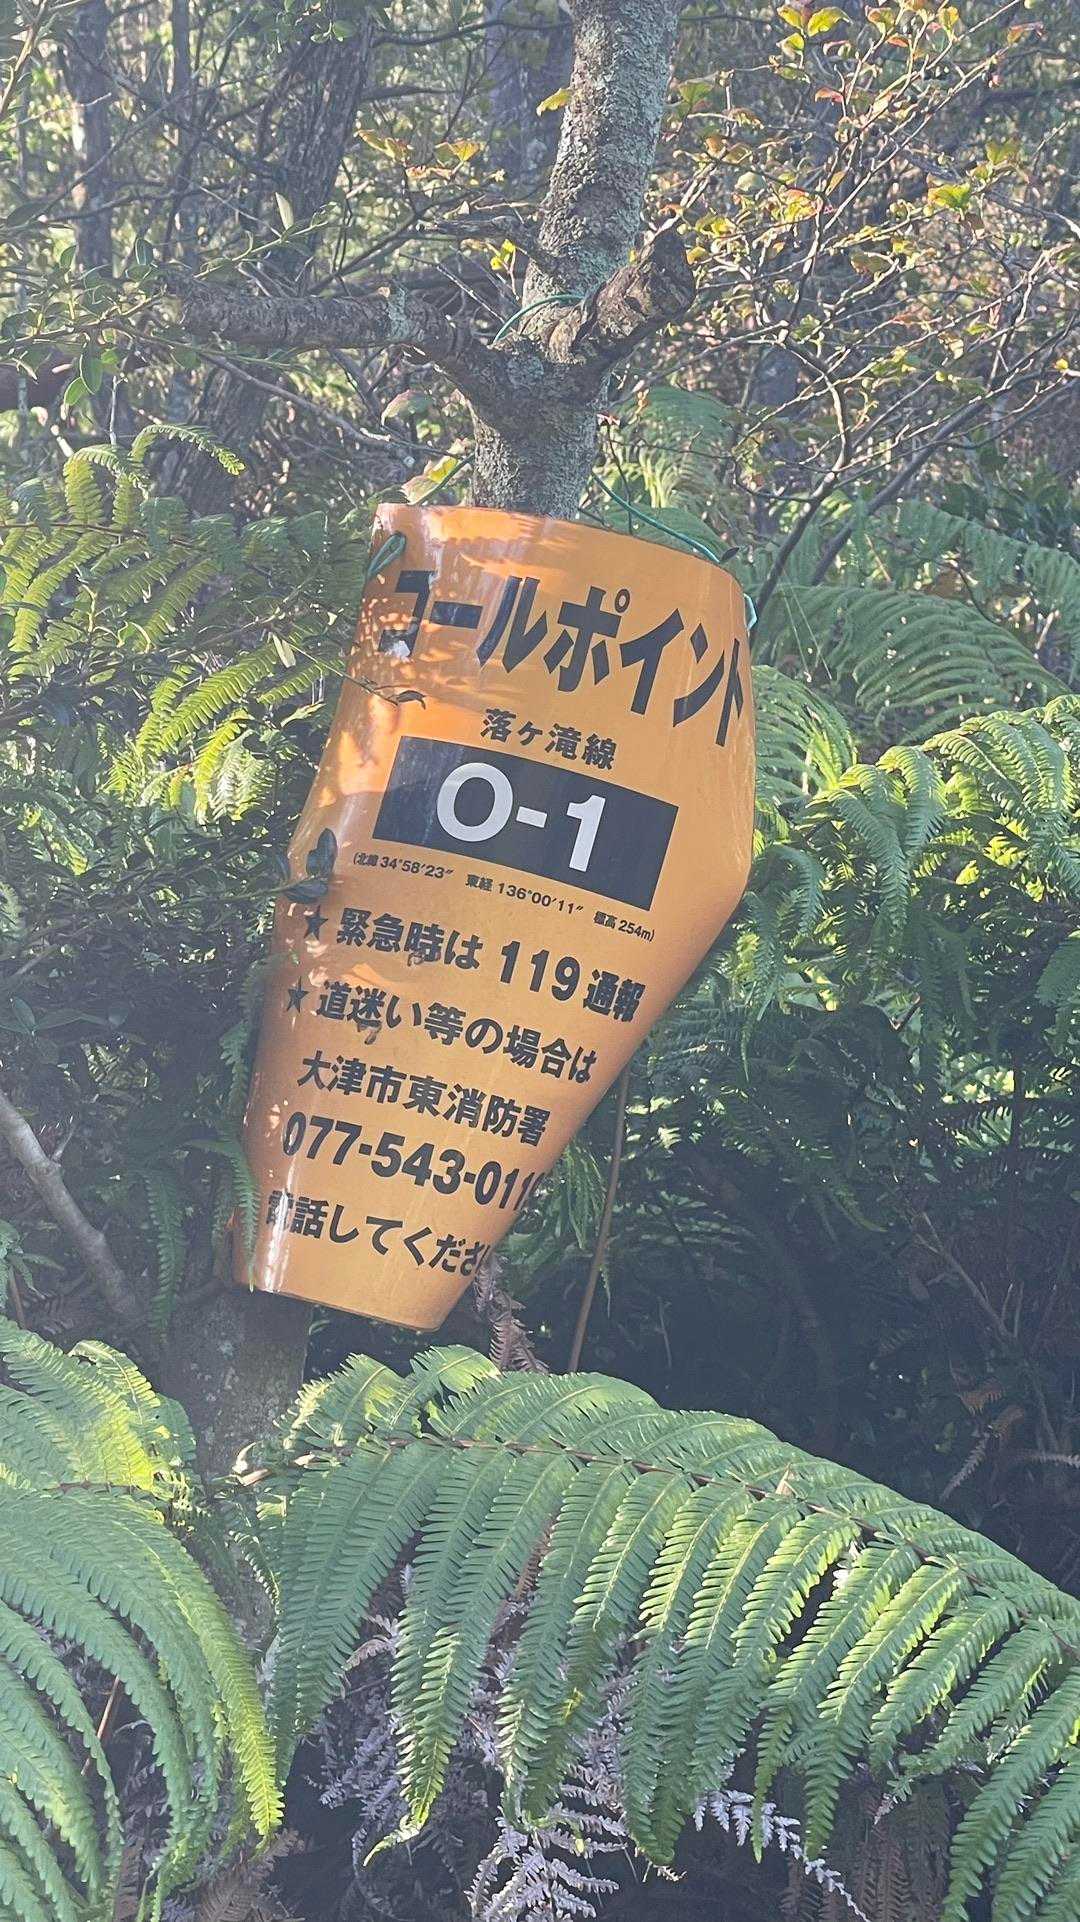 コールポイント
落ヶ滝線
O-1
(北緯 34°58′23″ 東経 136°00′11″ 標高 254m)
★ 緊急時は 119 通報
★ 道迷い等の場合は
大津市東消防署
077-543-011
電話してくださ